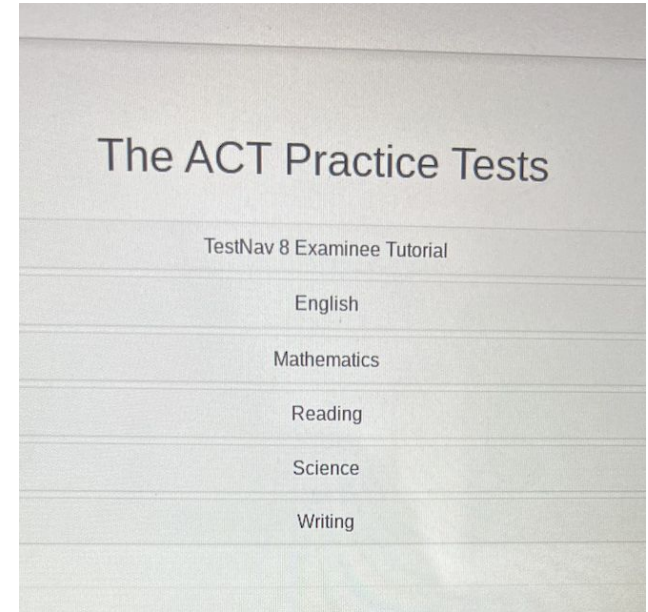 The ACT Practice Tests
TestNav 8 Examinee Tutorial
English
Mathematics
Reading
Science
Writing